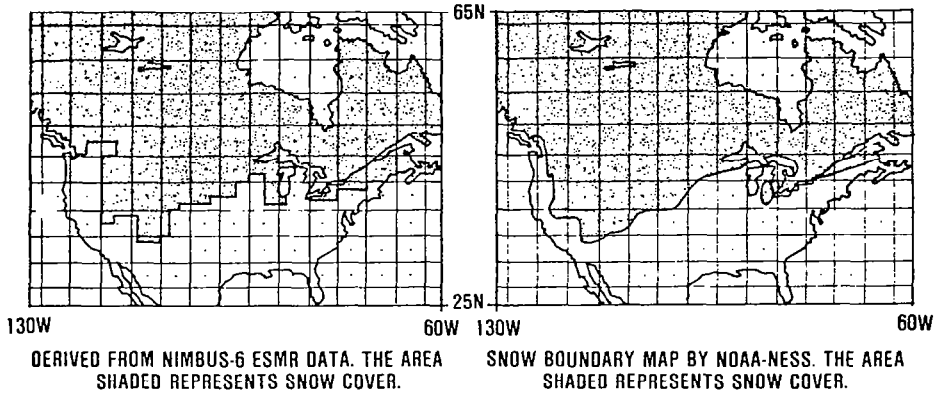 65N
25N
130W
60W
130W
60W
DERIVED FROM NIMBUS-6 ESMR DATA. THE AREA
SHADED REPRESENTS SNOW COVER.
SNOW BOUNDARY MAP BY NOAA-NESS. THE AREA
SHADED REPRESENTS SNOW COVER.